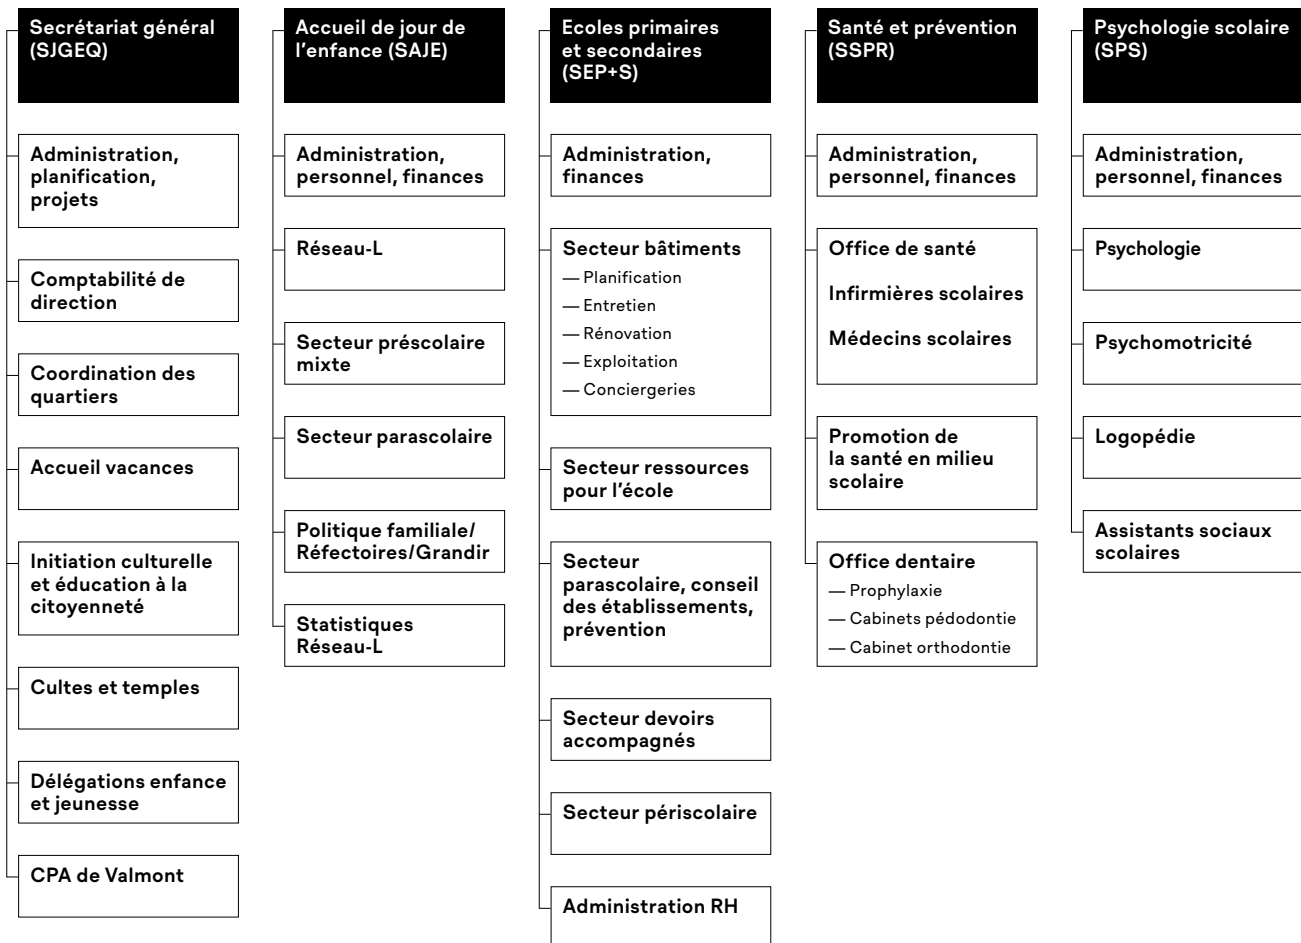 Secrétariat général
(SJGEQ)
Administration,
planification,
projets
Comptabilité de
direction
Coordination des
quartiers
Accueil vacances
Initiation culturelle
et éducation à la
citoyenneté
Cultes et temples
Délégations enfance
et jeunesse
CPA de Valmont
Accueil de jour de
l'enfance (SAJE)
Administration,
personnel, finances
Réseau-L
Secteur préscolaire
mixte
Secteur parascolaire
Politique familiale/
Réfectoires/Grandir
Statistiques
Réseau-L
Ecoles primaires
et secondaires
(SEP+S)
Administration,
finances
Secteur bâtiments
— Planification
— Entretien
— Rénovation
— Exploitation
— Conciergeries
Secteur ressources
pour l'école
Secteur
parascolaire, conseil
des établissements,
prévention
Secteur devoirs
accompagnés
Secteur périscolaire
Administration RH
Santé et prévention
(SSPR)
Administration,
personnel, finances
Office de santé
Infirmières scolaires
Médecins scolaires
Promotion de
la santé en milieu
scolaire
Office dentaire
— Prophylaxie
— Cabinets pédodontie
— Cabinet orthodontie
Psychologie scolaire
(SPS)
Administration,
personnel, finances
Psychologie
Psychomotricité
Logopédie
Assistants sociaux
scolaires